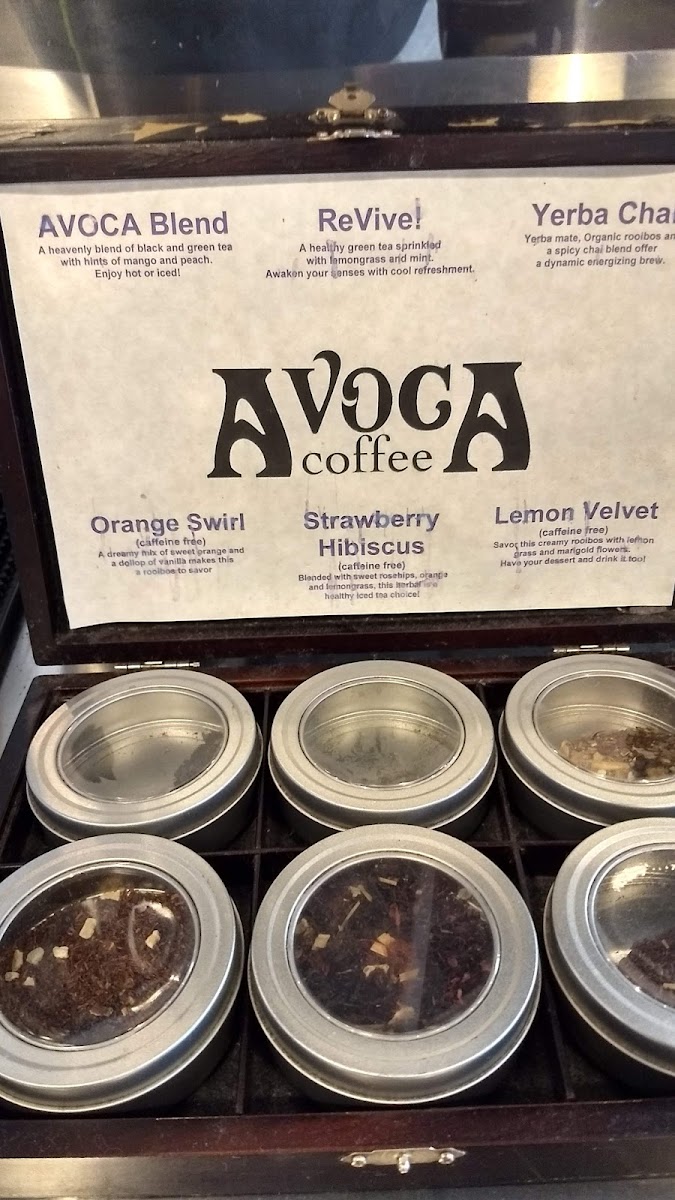 AVOCA Blend
A heavenly blend of black and green tea
with hints of mango and peach.
Enjoy hot or iced!
ReVive!
A healthy green tea sprinkled
with lemongrass and mint.
Awaken your senses with cool refreshment.
Yerba Chai
Yerba mate, Organic rooibos an
a spicy chai blend offer
a dynamic energizing brew.
AVOCA
coffee
Orange Swirl
(caffeine free)
A dreamy mix of sweet orange and
a dollop of vanilla makes this
a rooibos to savor
Strawberry
Hibiscus
(caffeine free)
Blended with sweet rosehips, orange
and lemongrass, this herbal is a
healthy iced tea choice!
Lemon Velvet
(caffeine free)
Savor this creamy rooibos with lemon
grass and marigold flowers.
Have your dessert and drink it too!